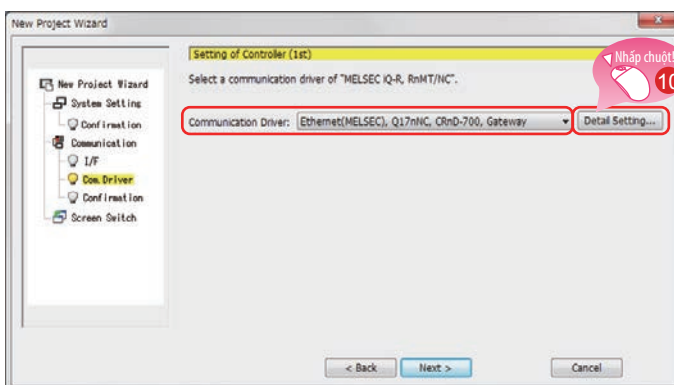 New Project Wizard
Setting of Controller (1st)
Select a communication driver of "MELSEC iQ-R, RnMT/NC".
New Project Wizard
System Setting
Confirmation
Communication
I/F
Com. Driver
Confirmation
Screen Switch
Communication Driver: Ethernet(MELSEC), Q17nNC, CRnD-700, Gateway
Detail Setting...
Nhấp chuột!
10
< Back
Next >
Cancel